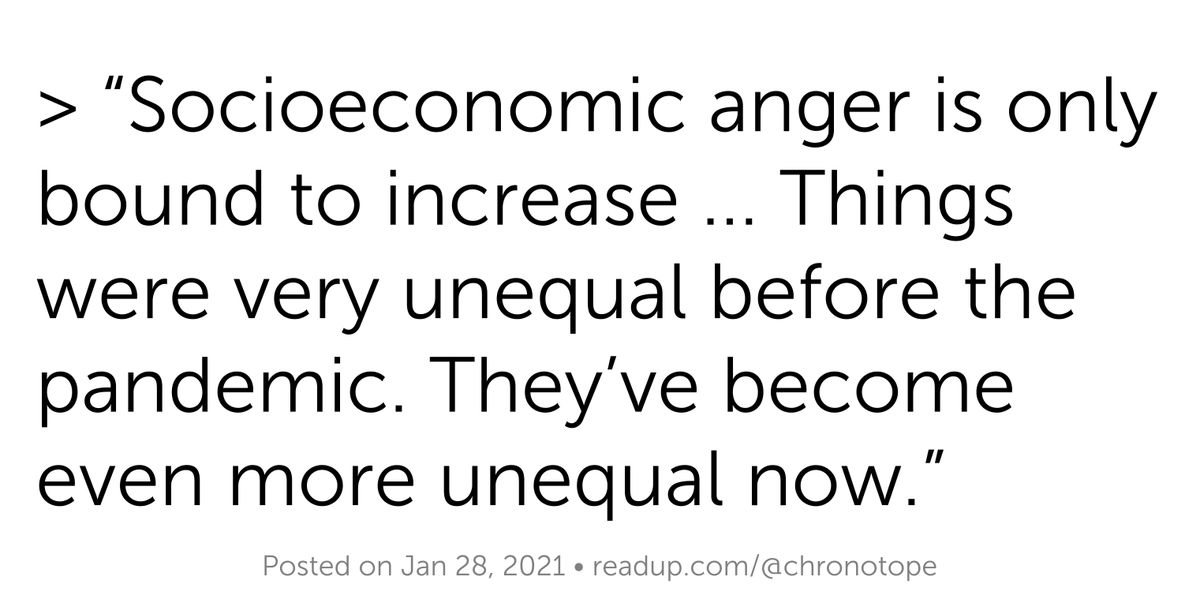 > “Socioeconomic anger is only
bound to increase ... Things
were very unequal before the
pandemic. They’ve become
even more unequal now.”
Posted on Jan 28, 2021 • readup.com/@chronotope